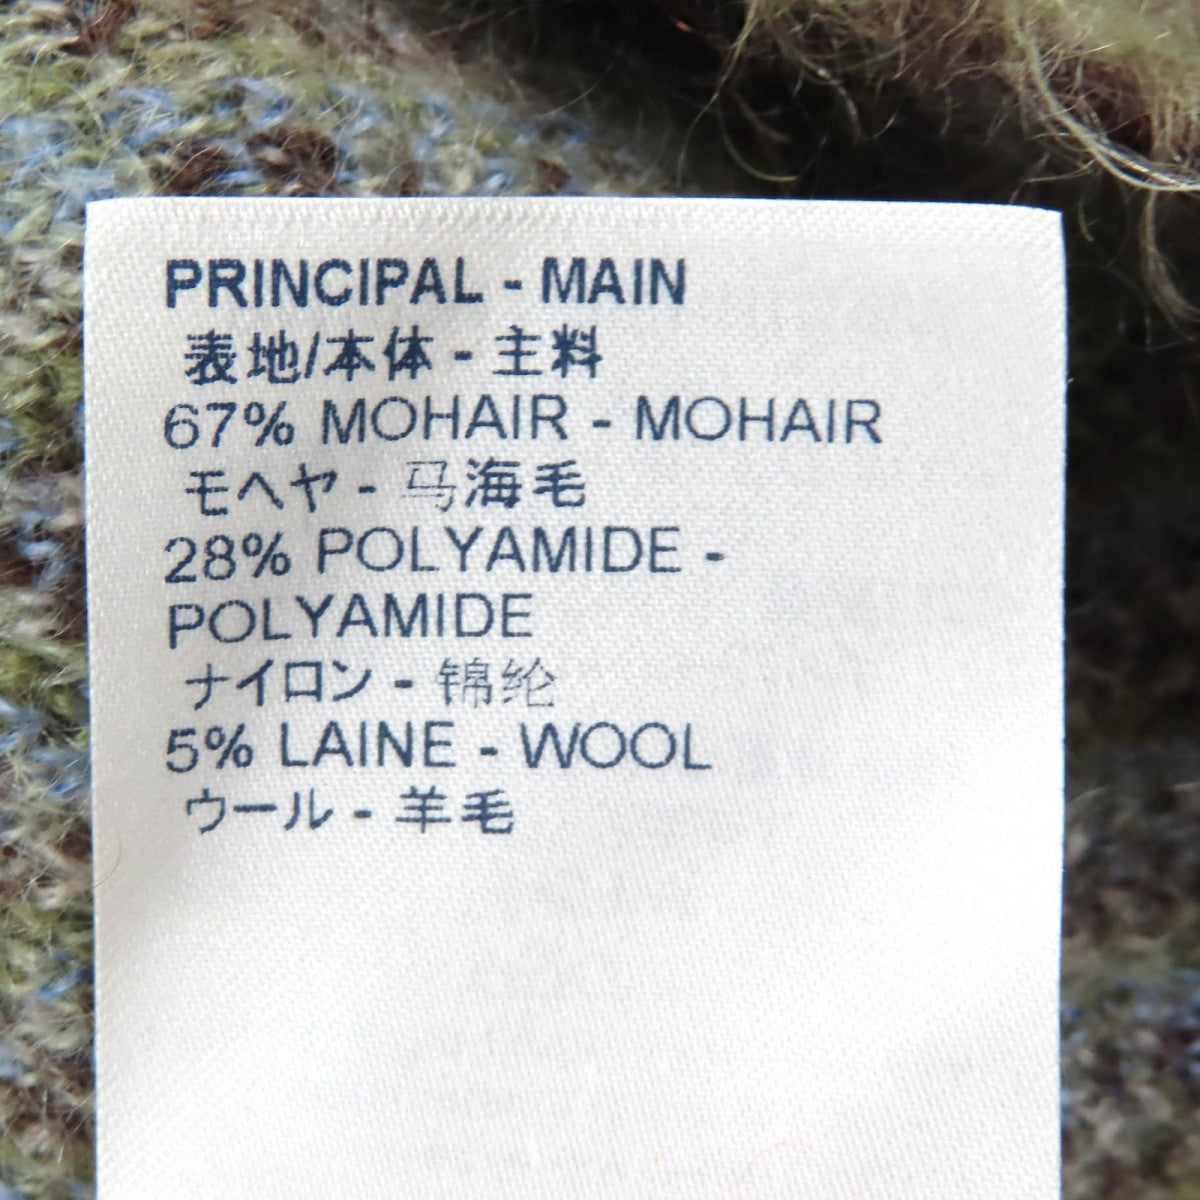 PRINCIPAL - MAIN
表地/本体 - 主料
67% MOHAIR - MOHAIR
モヘヤ - 马海毛
28% POLYAMIDE -
POLYAMIDE
ナイロン - 锦纶
5% LAINE - WOOL
ウール - 羊毛